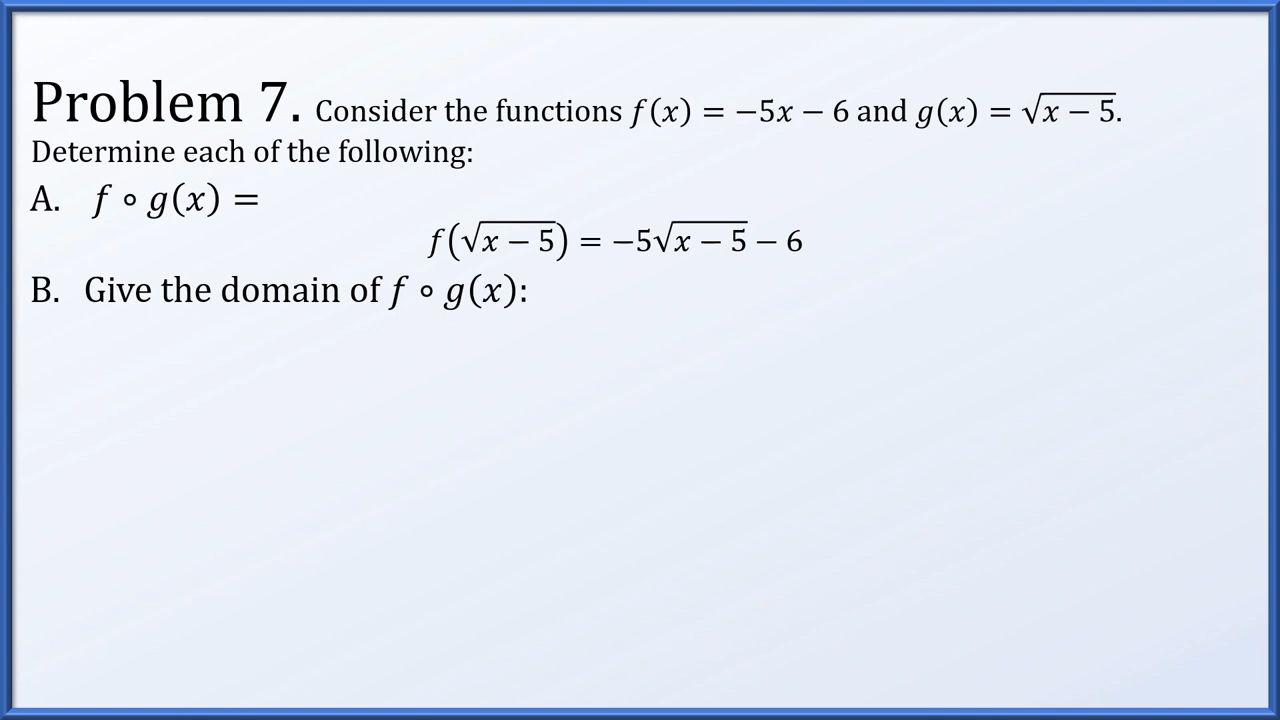 Problem 7. Consider the functions f(x) = −5x − 6 and g(x) = √(x − 5).
Determine each of the following:
A. f ∘ g(x) =
f(√(x − 5)) = −5√(x − 5) − 6
B. Give the domain of f ∘ g(x):